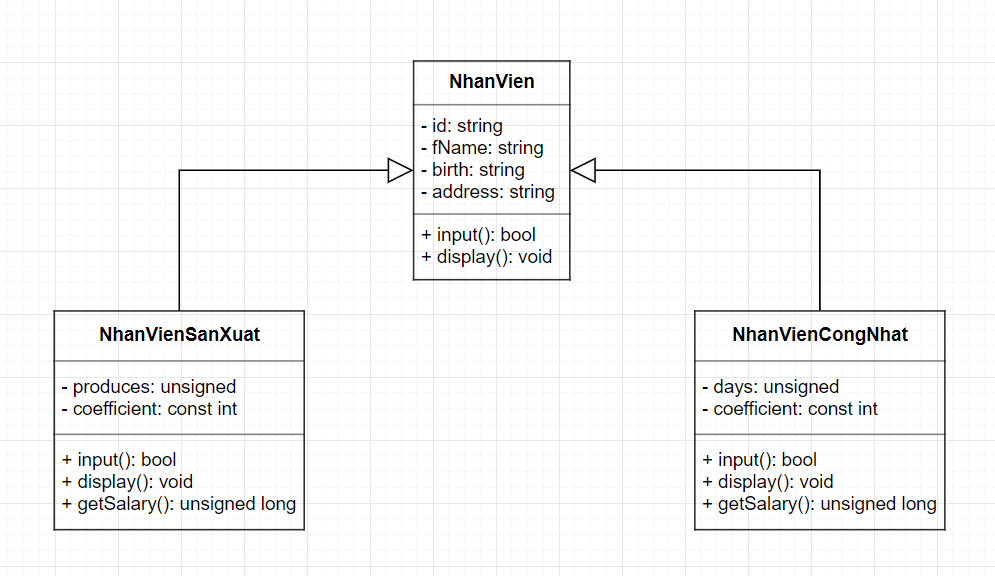 NhanVien
- id: string
- fName: string
- birth: string
- address: string
+ input(): bool
+ display(): void
NhanVienSanXuat
- produces: unsigned
- coefficient: const int
+ input(): bool
+ display(): void
+ getSalary(): unsigned long
NhanVienCongNhat
- days: unsigned
- coefficient: const int
+ input(): bool
+ display(): void
+ getSalary(): unsigned long